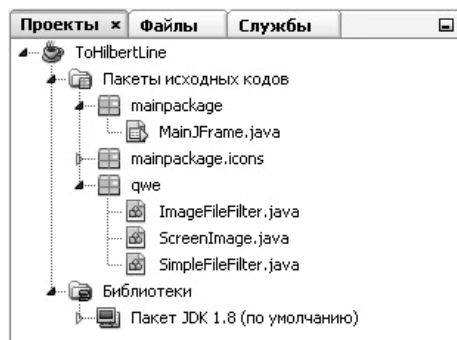 Проекты × Файлы Службы
ToHilbertLine
Пакеты исходных кодов
mainpackage
MainJFrame.java
mainpackage.icons
qwe
ImageFileFilter.java
ScreenImage.java
SimpleFileFilter.java
Библиотеки
Пакет JDK 1.8 (по умолчанию)